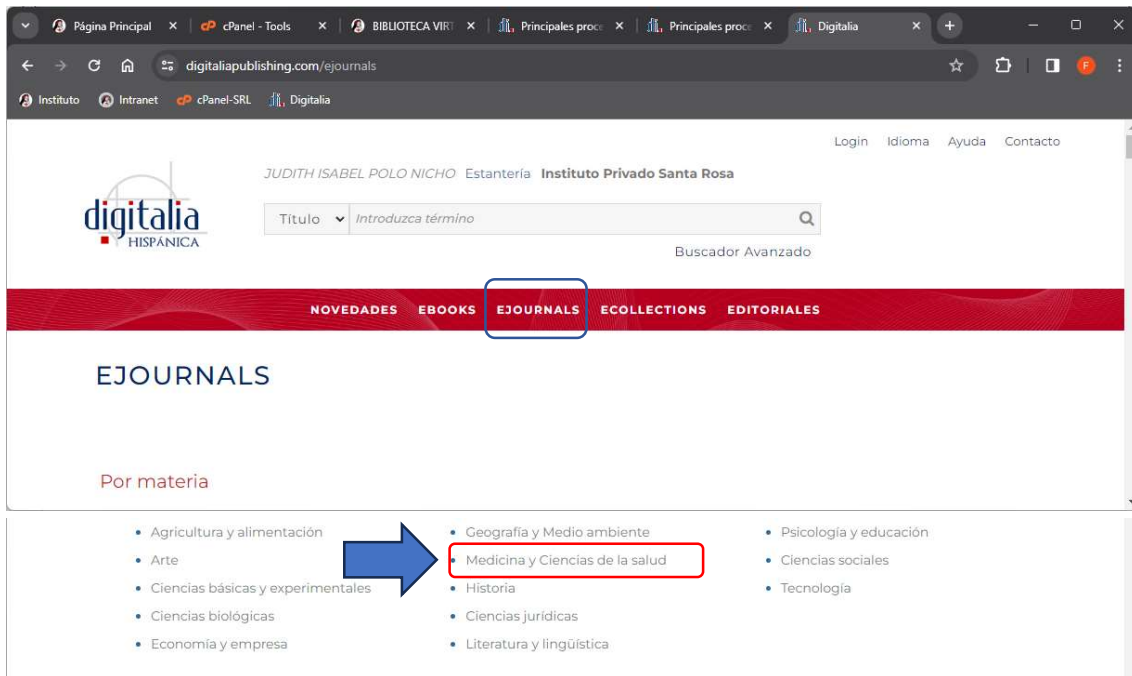 Página Principal cPanel - Tools BIBLIOTECA VIRT Principales proce Principales proce Digitalia
digitaliapublishing.com/ejournals F
Instituto Intranet cP cPanel-SRL Digitalia
Login Idioma Ayuda Contacto
JUDITH ISABEL POLO NICHO Estantería Instituto Privado Santa Rosa
digitalia
HISPÁNICA
Título Introduzca término
Buscador Avanzado
NOVEDADES EBOOKS EJOURNALS ECOLLECTIONS EDITORIALES
EJOURNALS
Por materia
Agricultura y alimentación Geografía y Medio ambiente Psicología y educación
Arte Medicina y Ciencias de la salud Ciencias sociales
Ciencias básicas y experimentales Historia Tecnología
Ciencias biológicas Ciencias jurídicas
Economía y empresa Literatura y lingüística